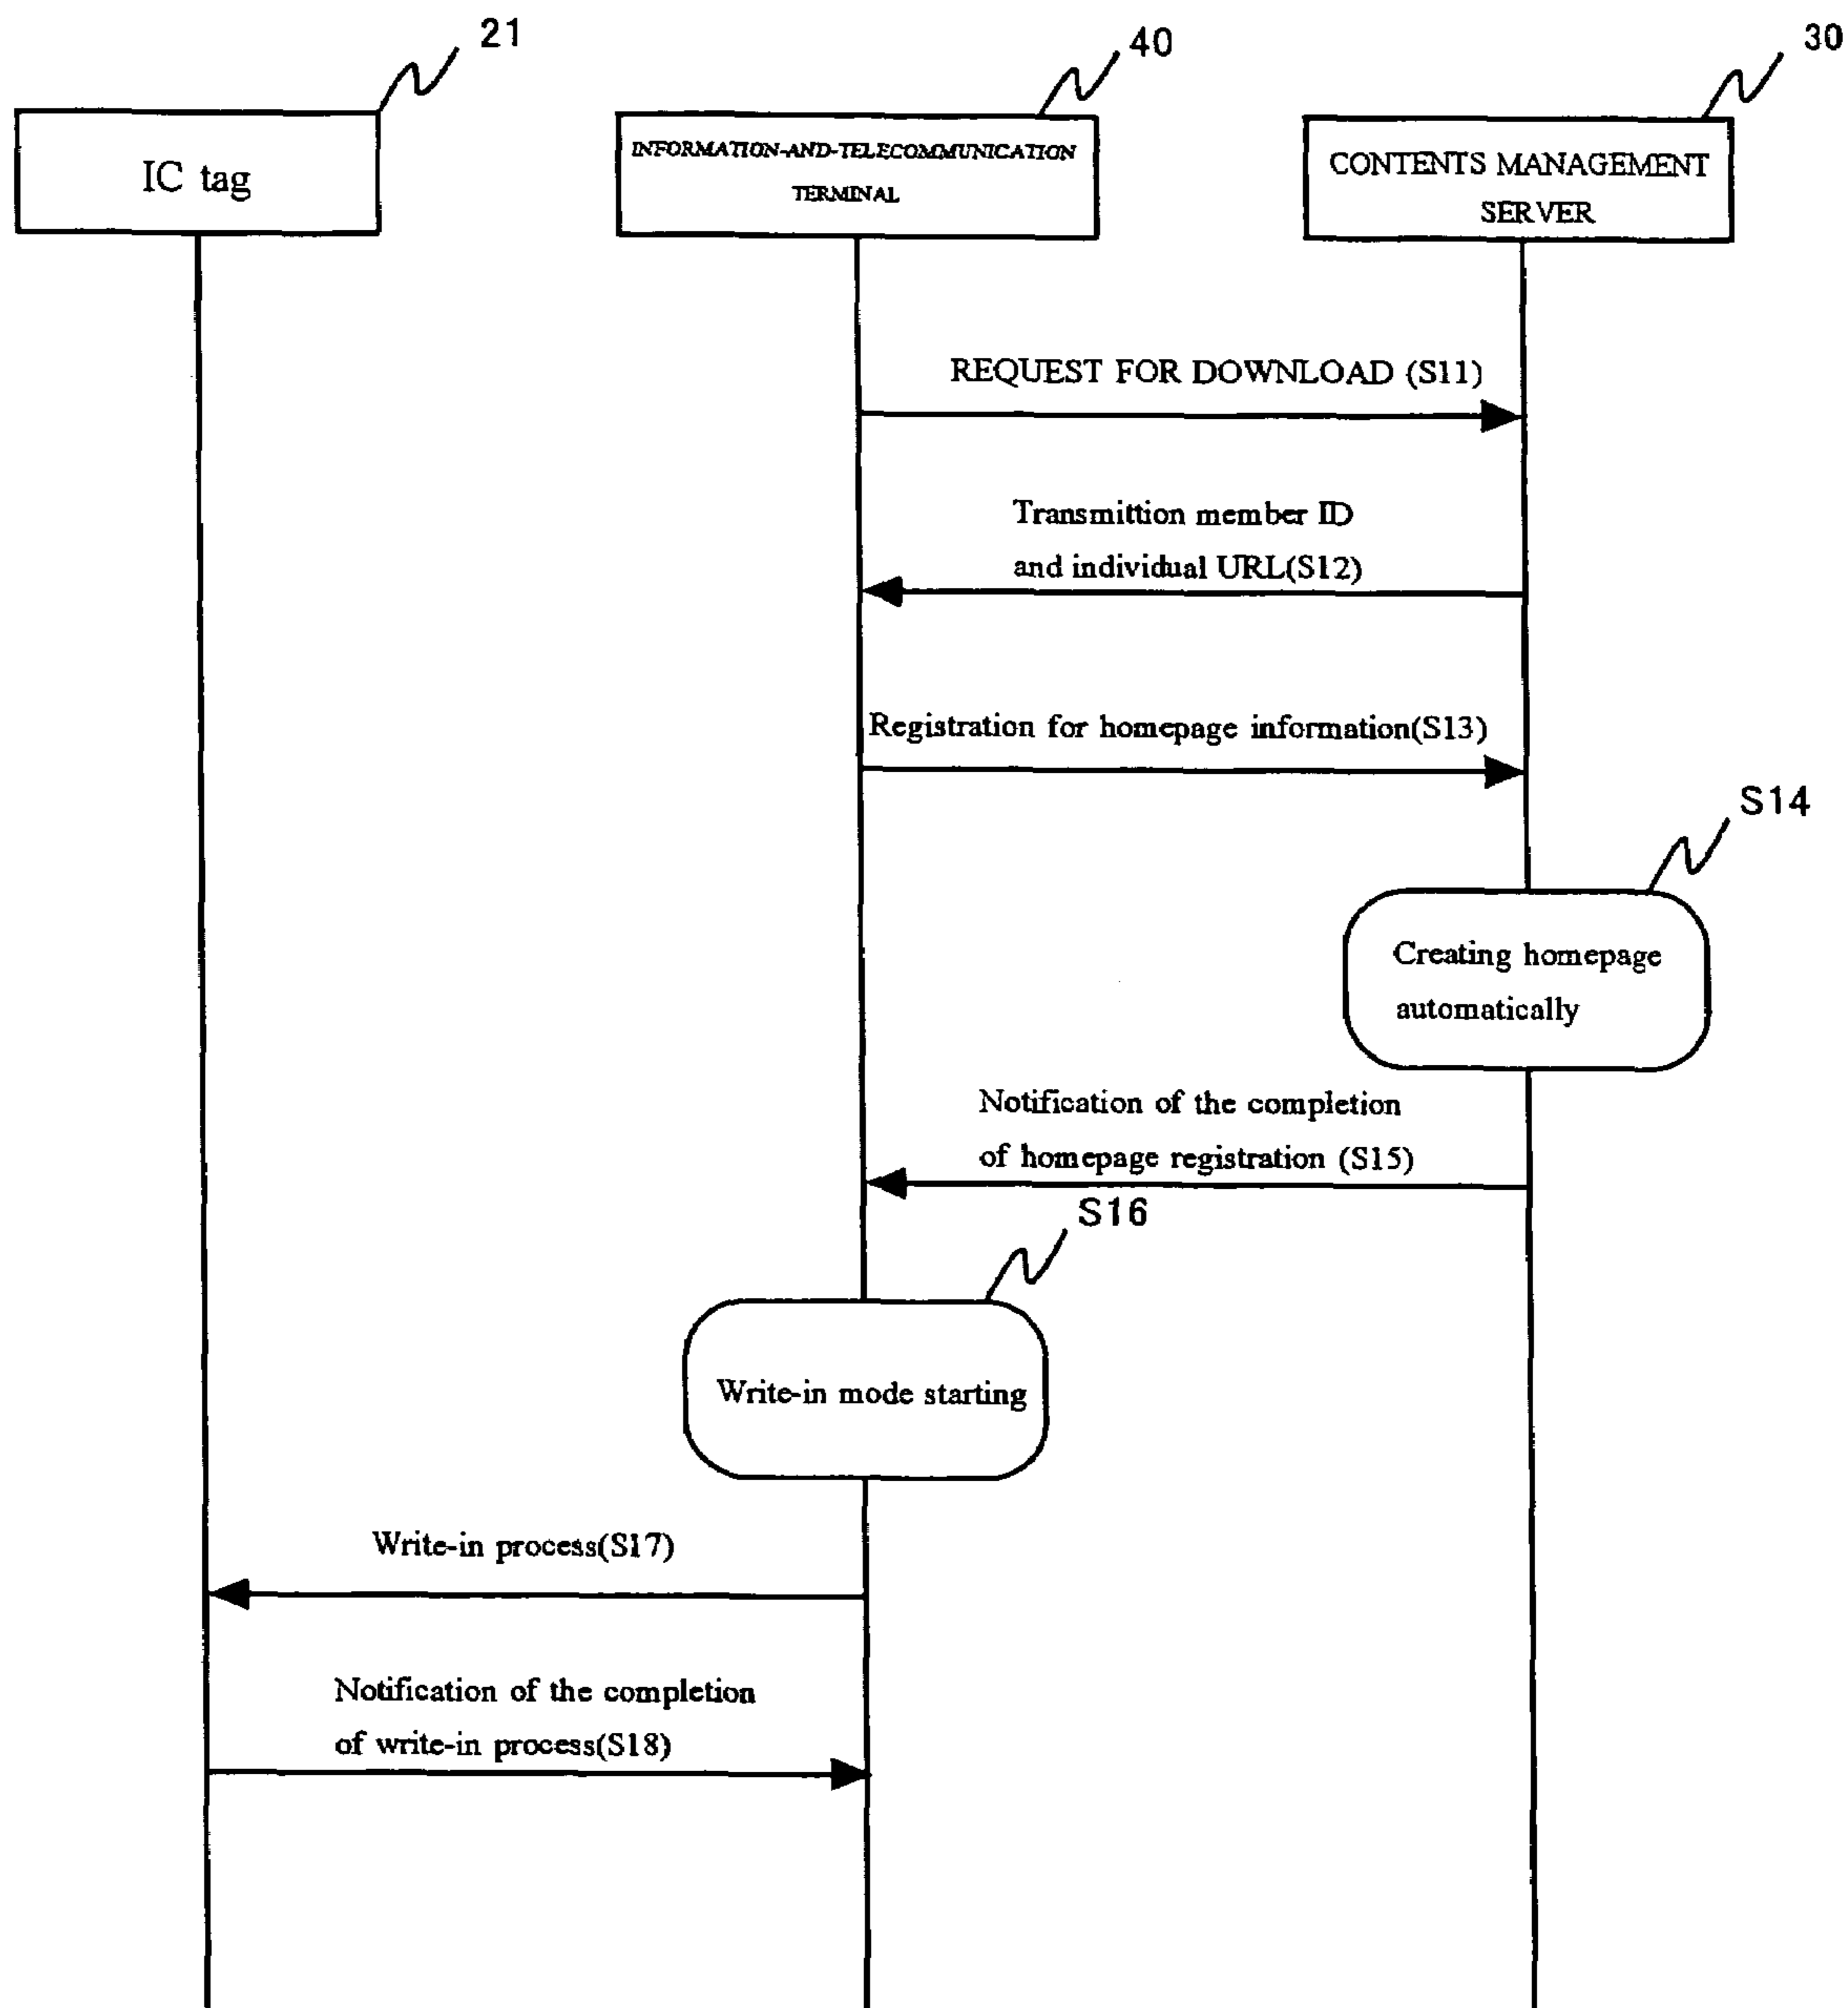 21
40
30
IC tag
INFORMATION-AND-TELECOMMUNICATION
TERMINAL
CONTENTS MANAGEMENT
SERVER
REQUEST FOR DOWNLOAD (S11)
Transmittion member ID
and individual URL(S12)
Registration for homepage information(S13)
S14
Creating homepage
automatically
Notification of the completion
of homepage registration (S15)
S16
Write-in mode starting
Write-in process(S17)
Notification of the completion
of write-in process(S18)